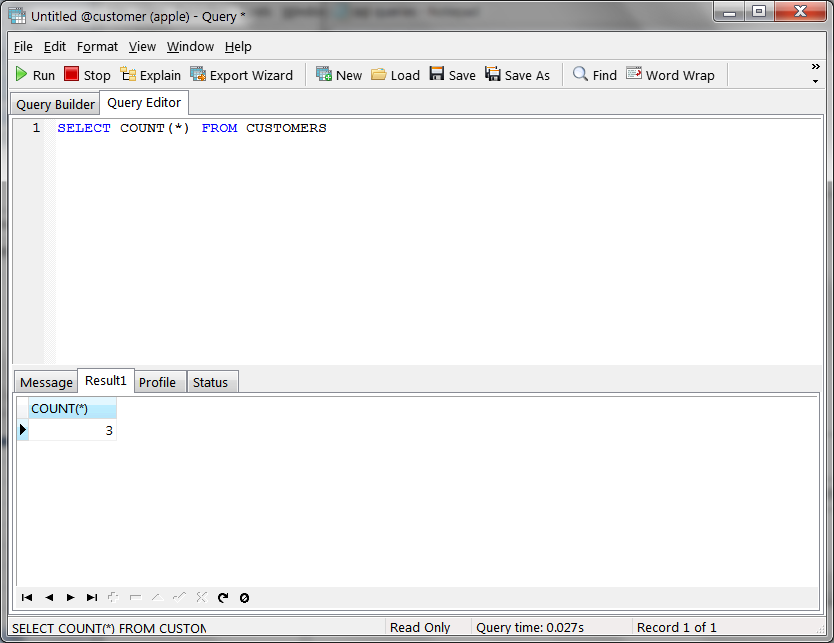 Untitled @customer (apple) - Query *
File Edit Format View Window Help
Run Stop Explain Export Wizard New Load Save Save As Find Word Wrap »
Query Builder Query Editor
1 SELECT COUNT(*) FROM CUSTOMERS
Message Result1 Profile Status
COUNT(*)
3
SELECT COUNT(*) FROM CUSTOM Read Only Query time: 0.027s Record 1 of 1